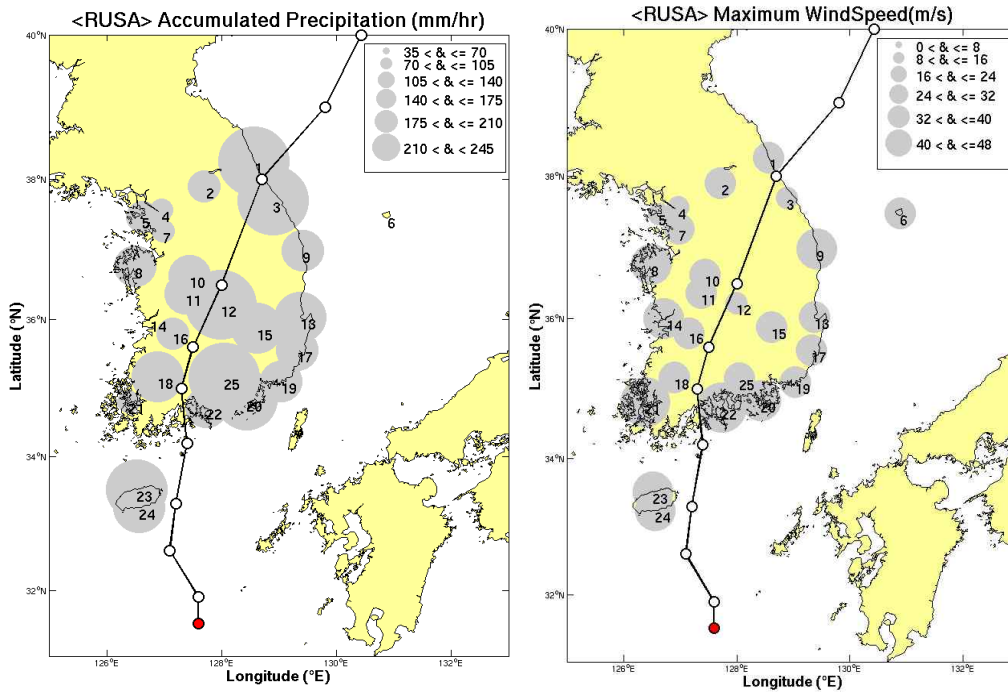 <RUSA> Accumulated Precipitation (mm/hr)
40°N
35 < & <= 70
70 < & <= 105
105 < & <= 140
140 < & <= 175
175 & <= 210
210 < & < 245
38°N
36°N
34°N
32°N
Latitude (°N)
1
2
3
4
5
6
7
8
9
10
11
12
13
14
15
16
17
18
19
20
21
22
23
24
25
126°E
128°E
130°E
132°E
Longitude (°E)
<RUSA> Maximum WindSpeed(m/s)
40°N
0 < & <= 8
8 < & <= 16
16 < & <= 24
24 < & <= 32
32 < & <=40
40 < & <=48
38°N
36°N
34°N
32°N
Latitude (°N)
1
2
3
4
5
6
7
8
9
10
11
12
13
14
15
16
17
18
19
20
21
22
23
24
25
126°E
128°E
130°E
132°E
Longitude (°E)